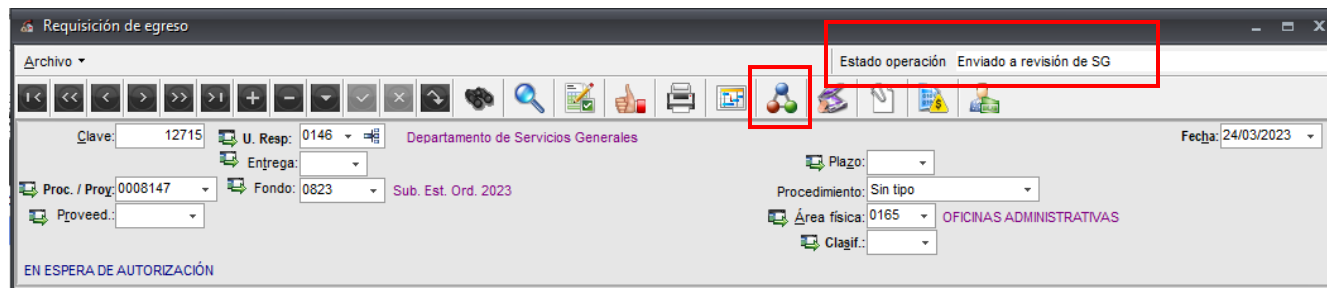 Requisición de egreso
Archivo
Estado operación Enviado a revisión de SG
Clave: 12715 U. Resp: 0146 Departamento de Servicios Generales Fecha: 24/03/2023
Entrega: Plazo:
Proc. / Proy: 0008147 Fondo: 0823 Sub. Est. Ord. 2023 Procedimiento: Sin tipo
Proveed.: Área física: 0165 OFICINAS ADMINISTRATIVAS
Clasif.:
EN ESPERA DE AUTORIZACIÓN